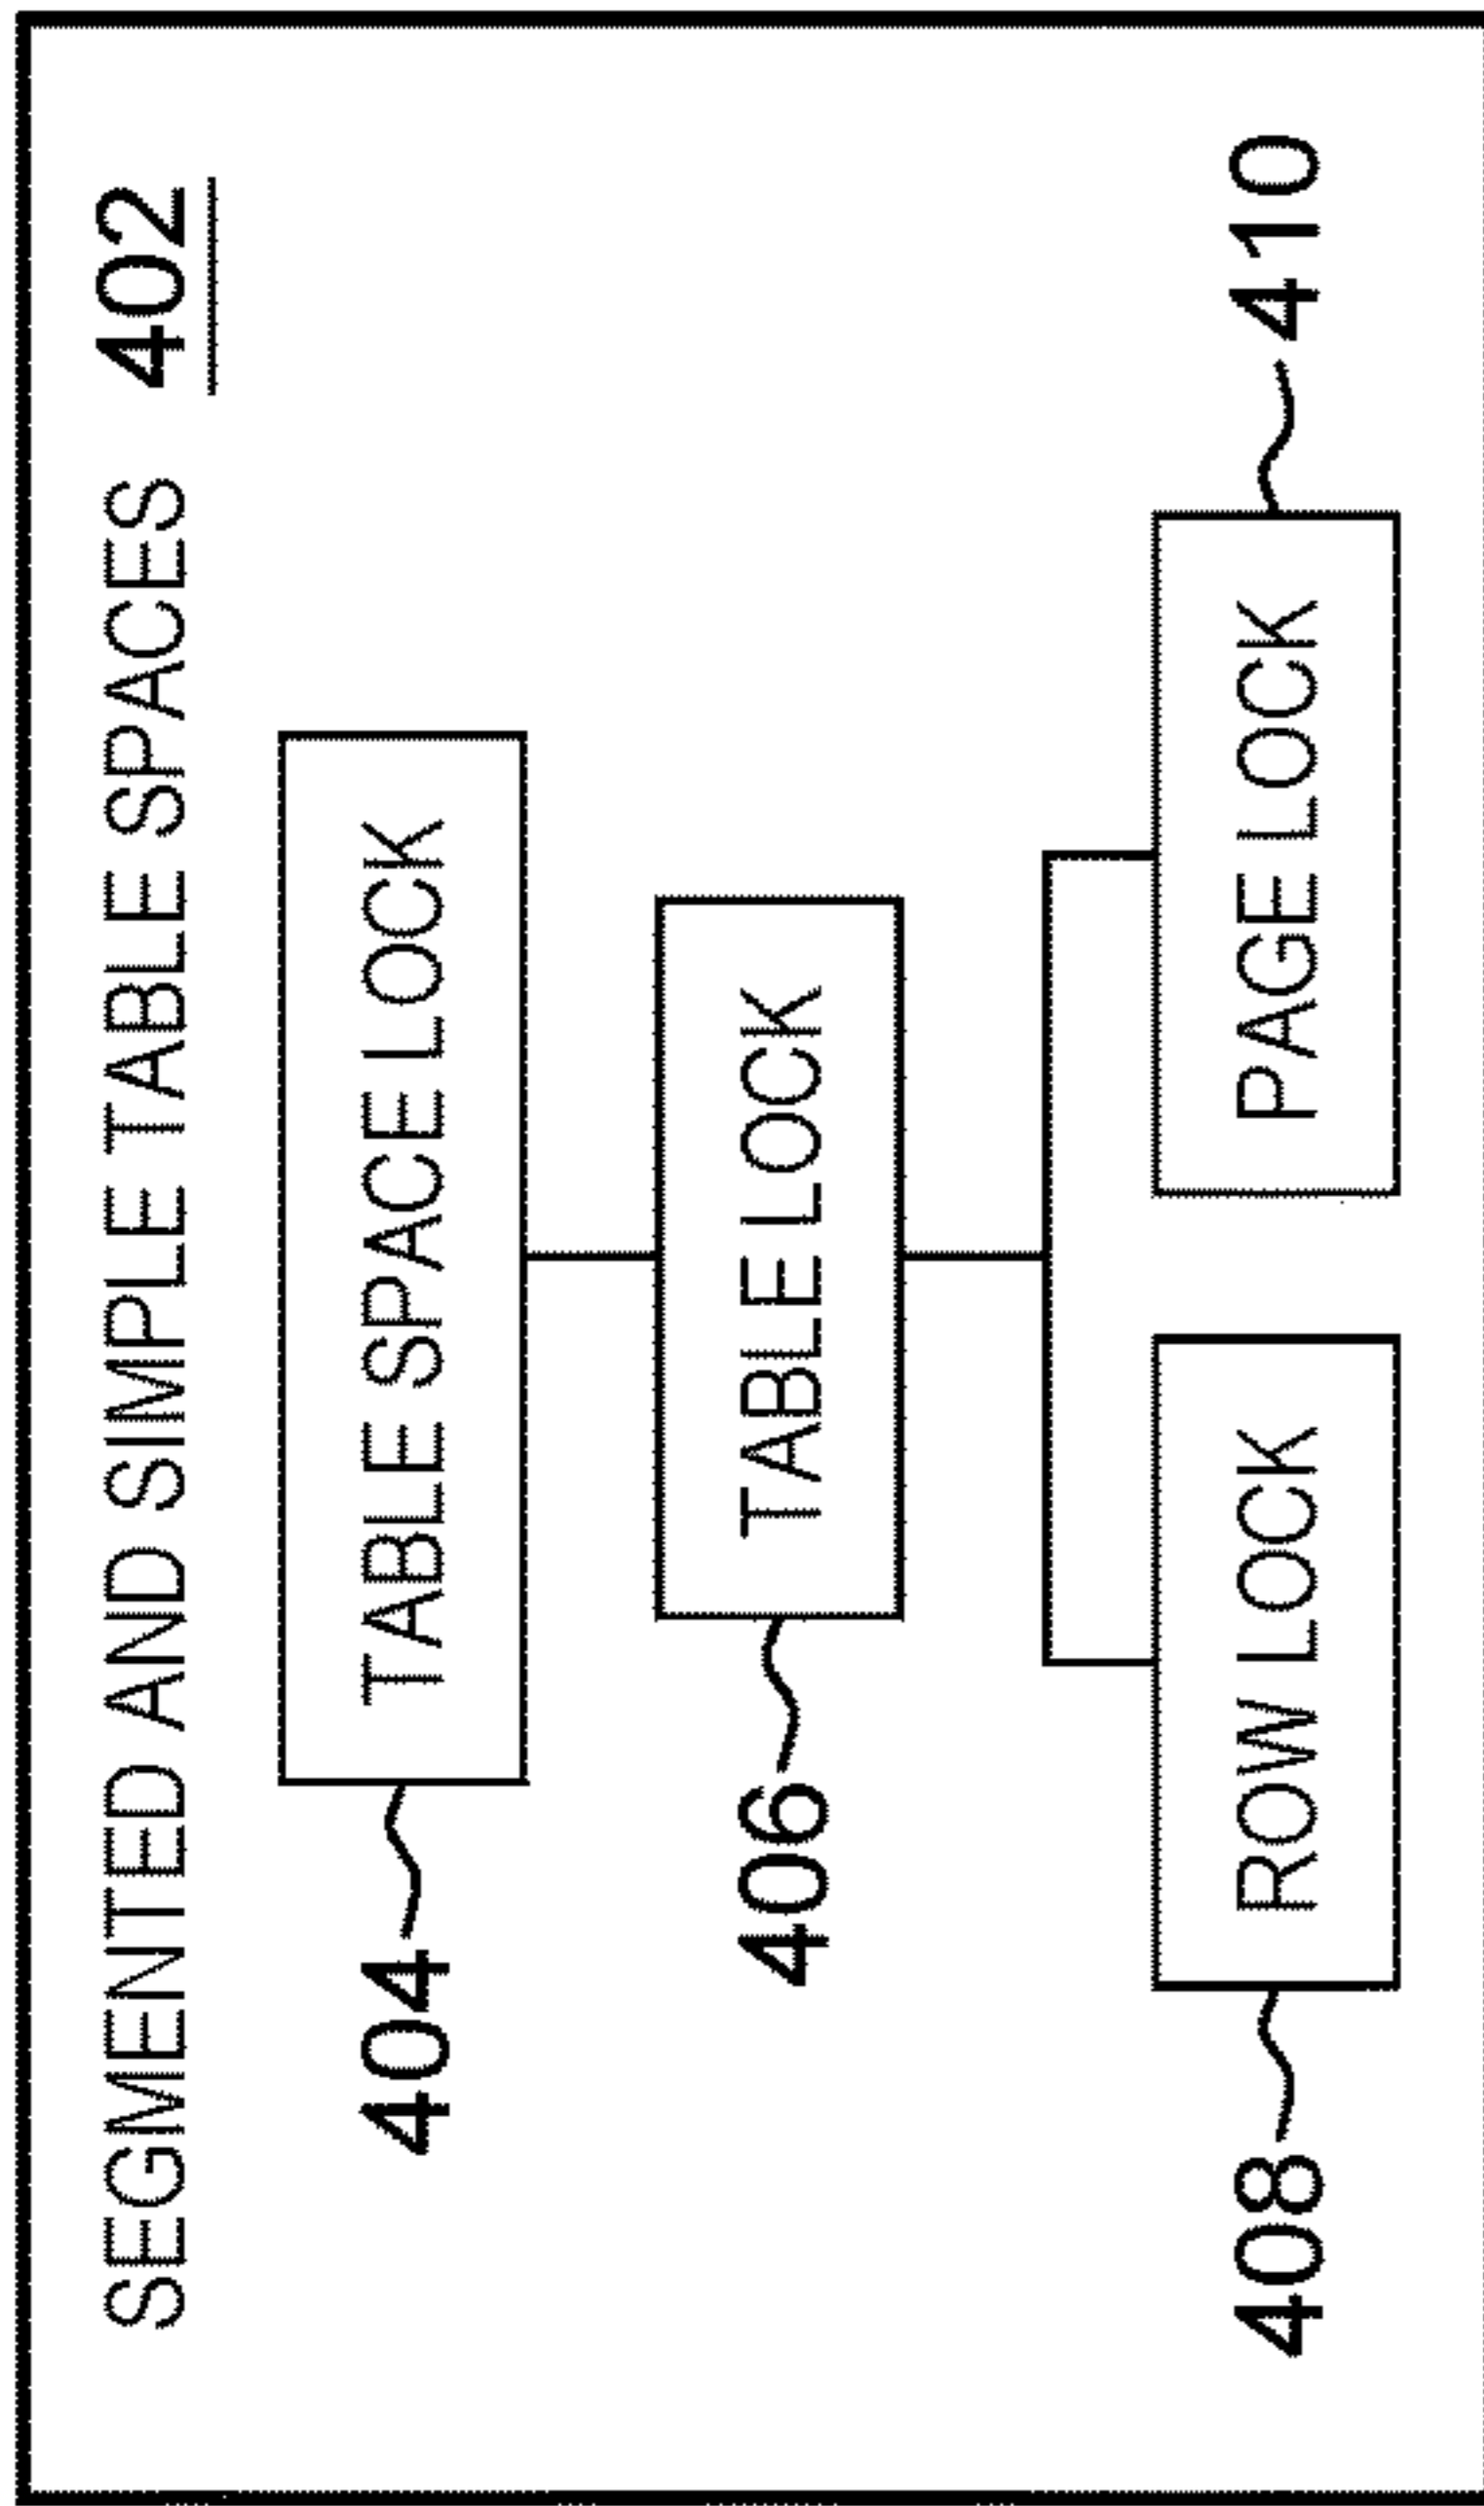 SEGMENTED AND SIMPLE TABLE SPACES 402
404 TABLE SPACE LOCK
406 TABLE LOCK
408 ROW LOCK PAGE LOCK 410